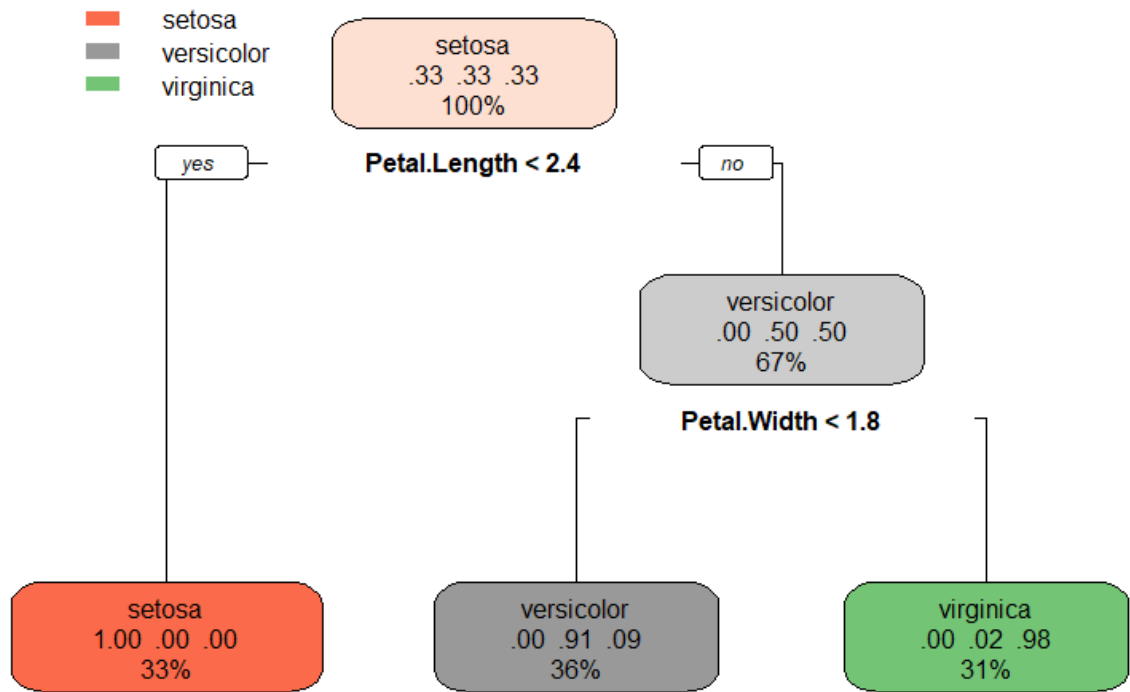 setosa
versicolor
virginica
setosa
.33 .33 .33
100%
yes
Petal.Length < 2.4
no
versicolor
.00 .50 .50
67%
Petal.Width < 1.8
setosa
1.00 .00 .00
33%
versicolor
.00 .91 .09
36%
virginica
.00 .02 .98
31%